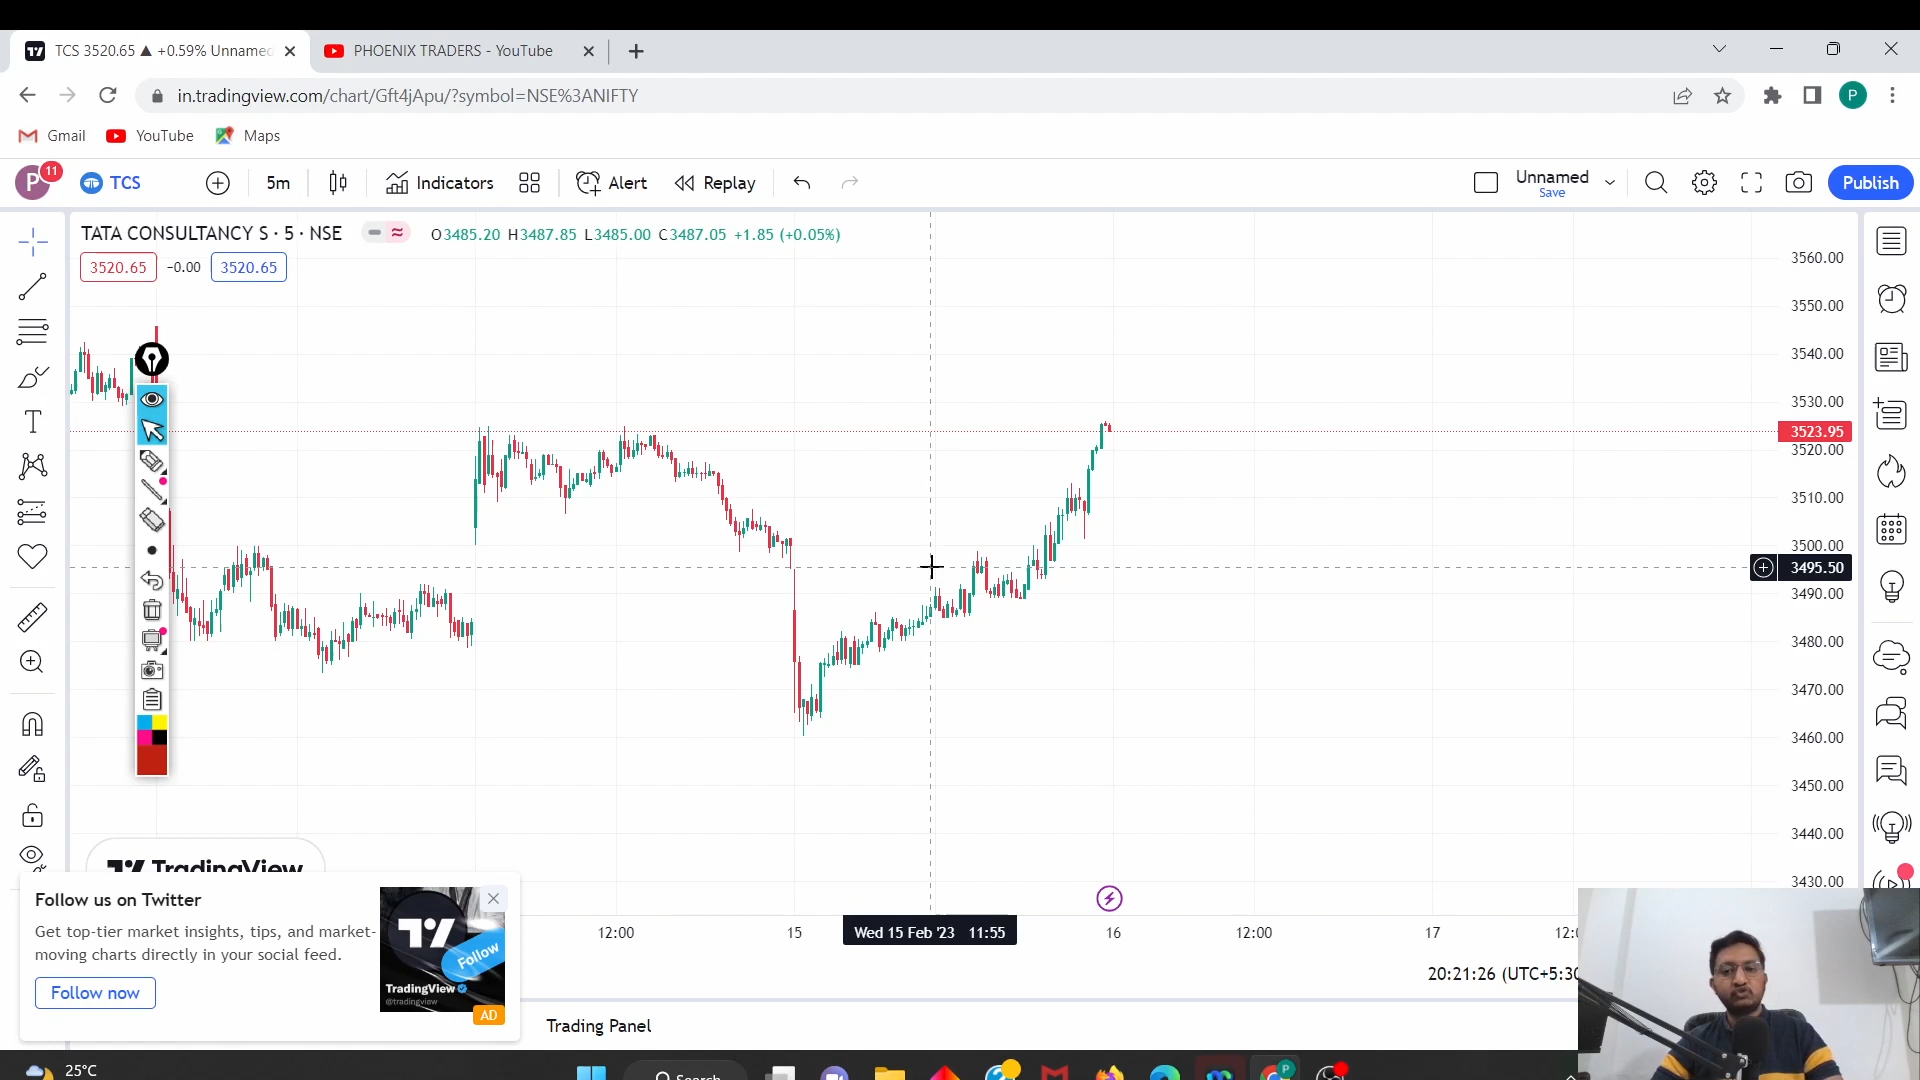 TCS 3520.65 ▲ +0.59% Unnamed
PHOENIX TRADERS - YouTube
in.tradingview.com/chart/Gft4jApu/?symbol=NSE%3ANIFTY
P
Gmail
YouTube
Maps
P
11
TCS
5m
Indicators
Alert
Replay
Unnamed
Save
Publish
TATA CONSULTANCY S · 5 · NSE
O3485.20 H3487.85 L3485.00 C3487.05 +1.85 (+0.05%)
3520.65
−0.00
3520.65
3560.00
3550.00
3540.00
3530.00
3523.95
3520.00
3510.00
3500.00
3495.50
3490.00
3480.00
3470.00
3460.00
3450.00
3440.00
3430.00
TradingView
12:00
15
Wed 15 Feb '23 11:55
16
12:00
17
20:21:26 (UTC+5:30
Follow us on Twitter
Get top-tier market insights, tips, and market-
moving charts directly in your social feed.
Follow now
Follow
TradingView
@tradingview
AD
Trading Panel
25°C
Search